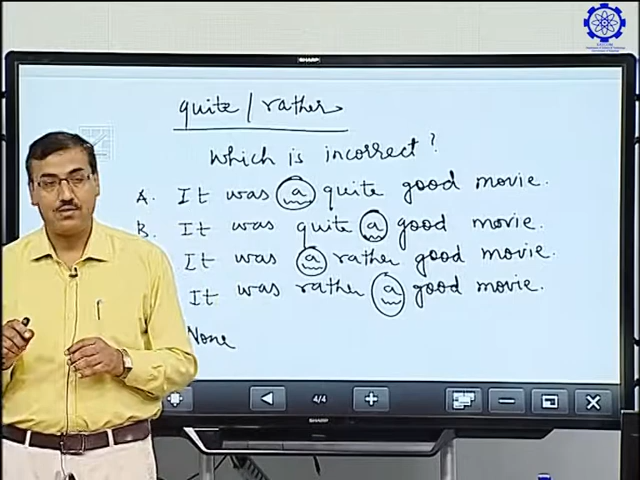 SHARP
quite / rather
Which is incorrect?
A. It was a quite good movie.
B. It was quite a good movie.
It was a rather good movie.
It was rather a good movie.
None
4/4
SHARP